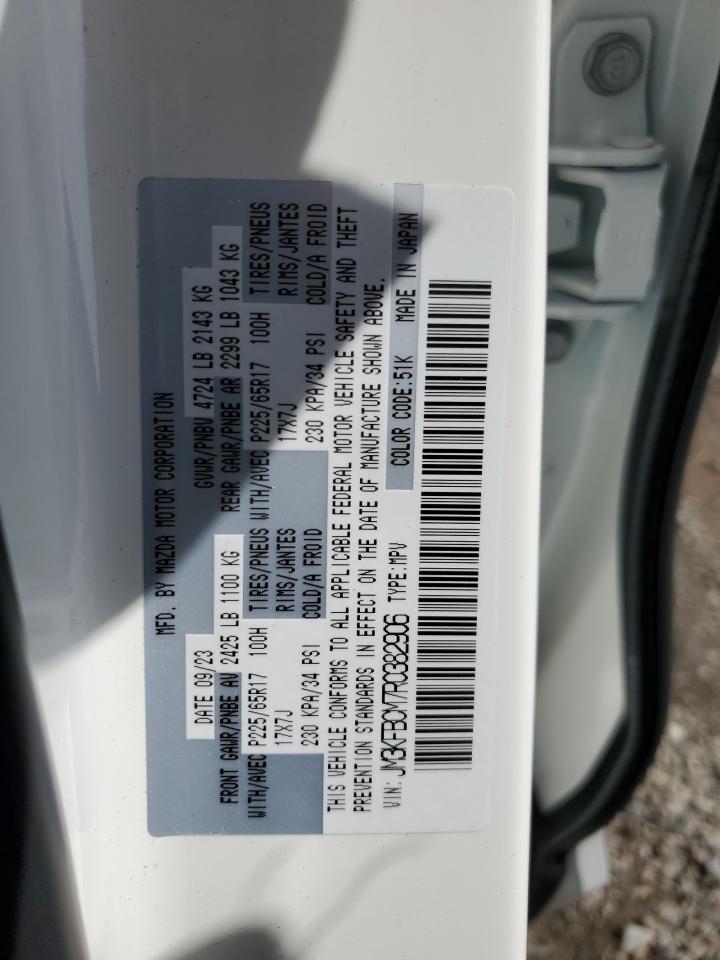 MFD. BY MAZDA MOTOR CORPORATION
DATE 09/23 GVWR/PNBV 4724 LB 2143 KG
FRONT GAWR/PNBE AV 2425 LB 1100 KG REAR GAWR/PNBE AR 2299 LB 1043 KG
WITH/AVEC P225/65R17 100H TIRES/PNEUS WITH/AVEC P225/65R17 100H TIRES/PNEUS
17X7J RIMS/JANTES 17X7J RIMS/JANTES
230 KPA/34 PSI COLD/A FROID 230 KPA/34 PSI COLD/A FROID
THIS VEHICLE CONFORMS TO ALL APPLICABLE FEDERAL MOTOR VEHICLE SAFETY AND THEFT
PREVENTION STANDARDS IN EFFECT ON THE DATE OF MANUFACTURE SHOWN ABOVE.
VIN: JM3KFBCM7R0382906 TYPE:MPV COLOR CODE:51K MADE IN JAPAN